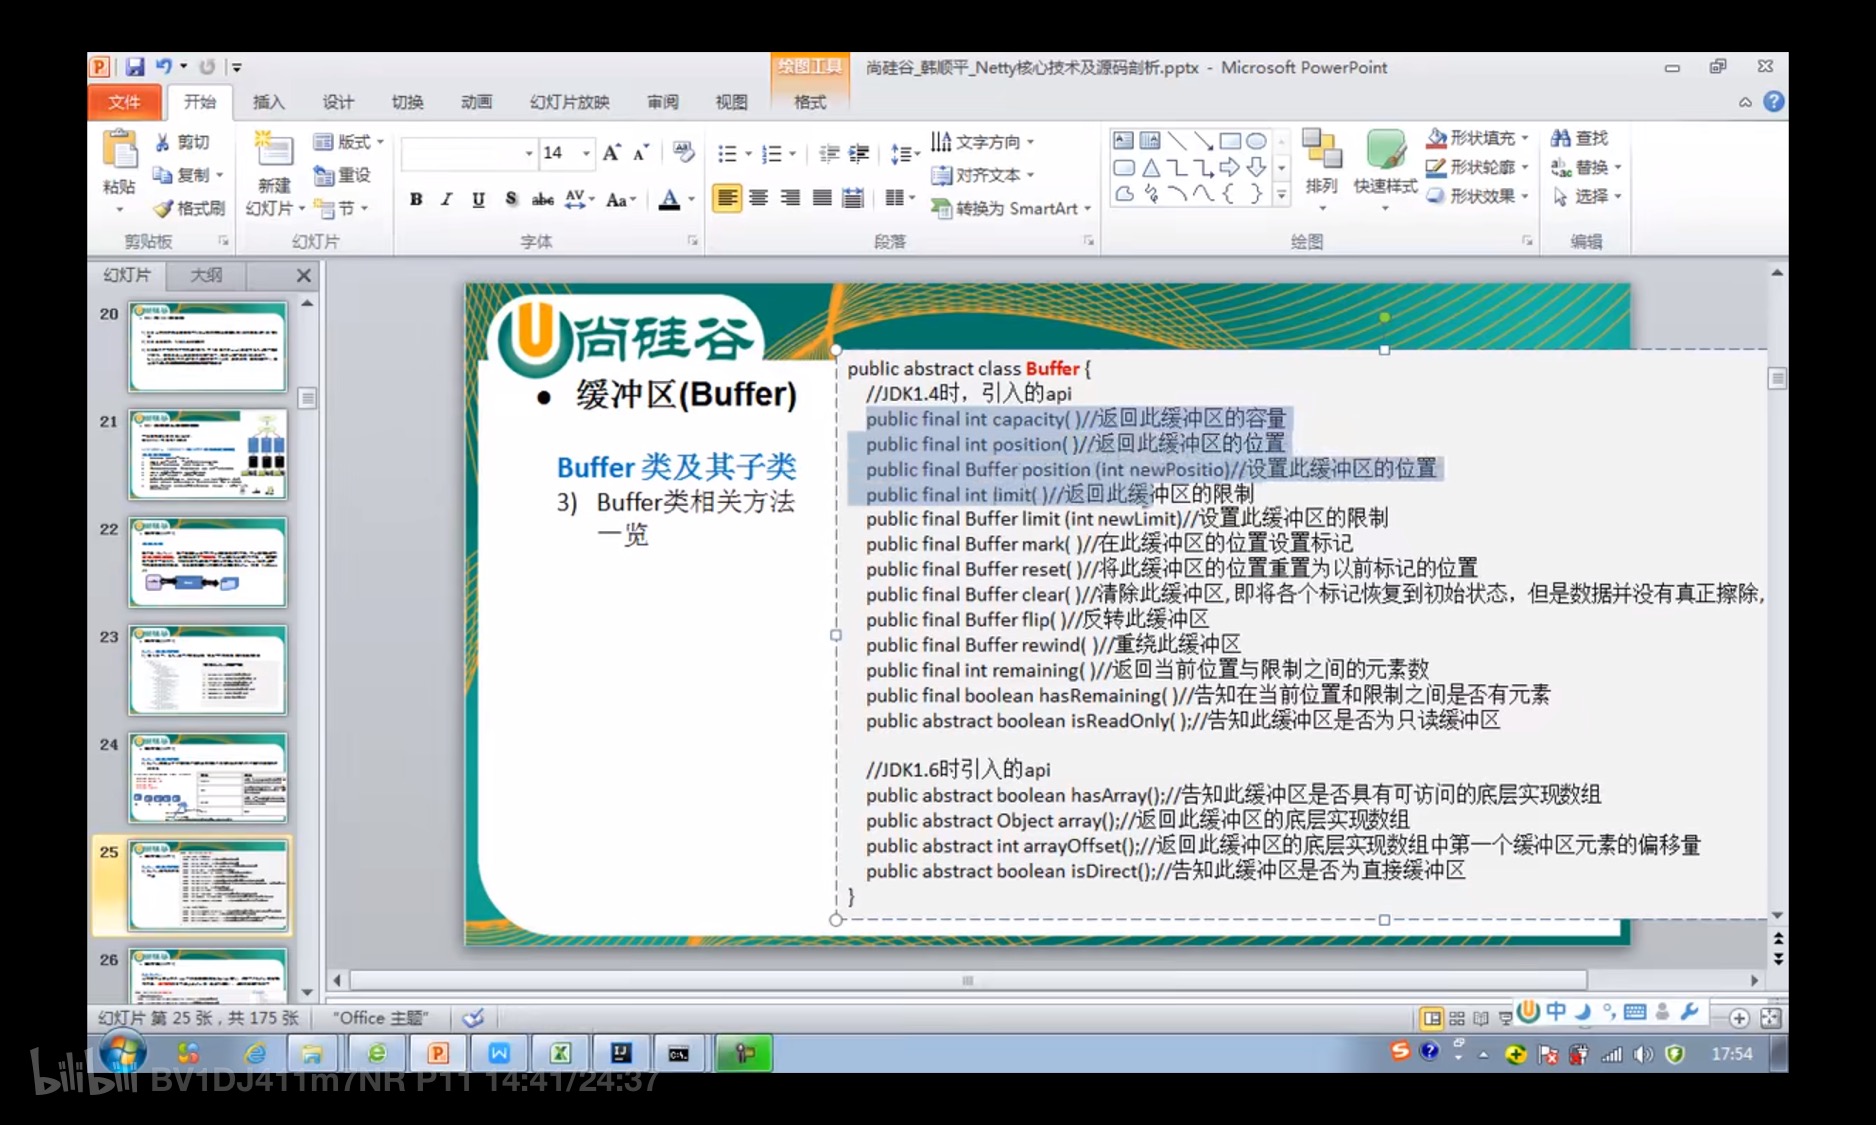 尚硅谷_韩顺平_Netty核心技术及源码剖析.pptx - Microsoft PowerPoint
绘图工具
文件 开始 插入 设计 切换 动画 幻灯片放映 审阅 视图 格式
粘贴 剪切 复制 格式刷 剪贴板
新建幻灯片 版式 重设 节 幻灯片
14
B I U S abc AV Aa A 字体
文字方向 对齐文本 转换为 SmartArt 段落
排列 快速样式 形状填充 形状轮廓 形状效果 绘图
查找 替换 选择 编辑
幻灯片 大纲
20
21
22
23
24
25
26
尚硅谷
• 缓冲区(Buffer)
Buffer 类及其子类
3) Buffer类相关方法
一览
public abstract class Buffer {
//JDK1.4时，引入的api
public final int capacity( )//返回此缓冲区的容量
public final int position( )//返回此缓冲区的位置
public final Buffer position (int newPositio)//设置此缓冲区的位置
public final int limit( )//返回此缓冲区的限制
public final Buffer limit (int newLimit)//设置此缓冲区的限制
public final Buffer mark( )//在此缓冲区的位置设置标记
public final Buffer reset( )//将此缓冲区的位置重置为以前标记的位置
public final Buffer clear( )//清除此缓冲区, 即将各个标记恢复到初始状态，但是数据并没有真正擦除,
public final Buffer flip( )//反转此缓冲区
public final Buffer rewind( )//重绕此缓冲区
public final int remaining( )//返回当前位置与限制之间的元素数
public final boolean hasRemaining( )//告知在当前位置和限制之间是否有元素
public abstract boolean isReadOnly( );//告知此缓冲区是否为只读缓冲区
//JDK1.6时引入的api
public abstract boolean hasArray();//告知此缓冲区是否具有可访问的底层实现数组
public abstract Object array();//返回此缓冲区的底层实现数组
public abstract int arrayOffset();//返回此缓冲区的底层实现数组中第一个缓冲区元素的偏移量
public abstract boolean isDirect();//告知此缓冲区是否为直接缓冲区
}
幻灯片 第 25 张，共 175 张 "Office 主题"
中
17:54
bilibili BV1DJ411m7NR P11 14:41/24:37